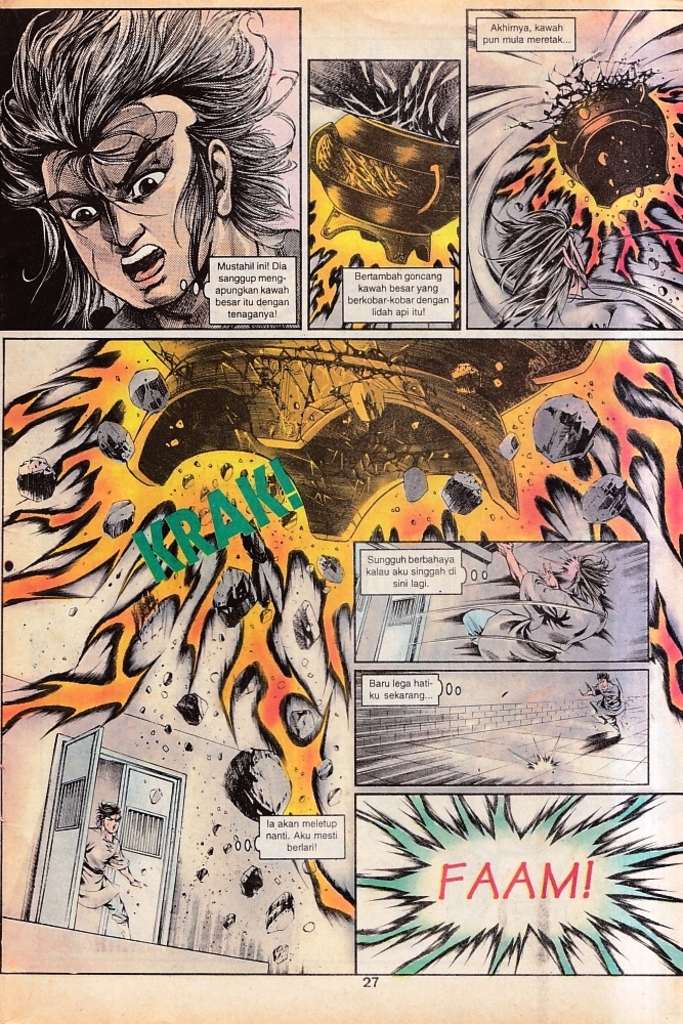 Mustahil ini! Dia
sanggup meng-
apungkan kawah
besar itu dengan
tenaganya!
Bertambah goncang
kawah besar yang
berkobar-kobar dengan
lidah api itu!
Akhirnya, kawah
pun mula meretak...
KRAK!
Sungguh berbahaya
kalau aku singgah di
sini lagi.
Baru lega hati-
ku sekarang...
Ia akan meletup
nanti. Aku mesti
berlari!
FAAM!
27